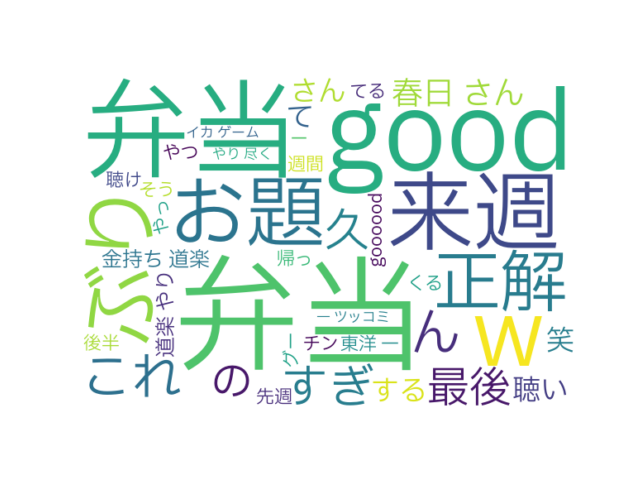 弁当
good
さん
てる
春日 さん
て
イカ ゲーム
ー
やつ
やり 尽く
週間
聴け
そう
やっ
お題
久
goooood
来週
ぶり
金持ち 道楽
帰っ
弁当
くる
正解
道楽 やり
ー ツッコミ
ん
w
後半
グー
チン
東洋 ー
笑
これ
の
先週
すぎ
する
最後
聴い